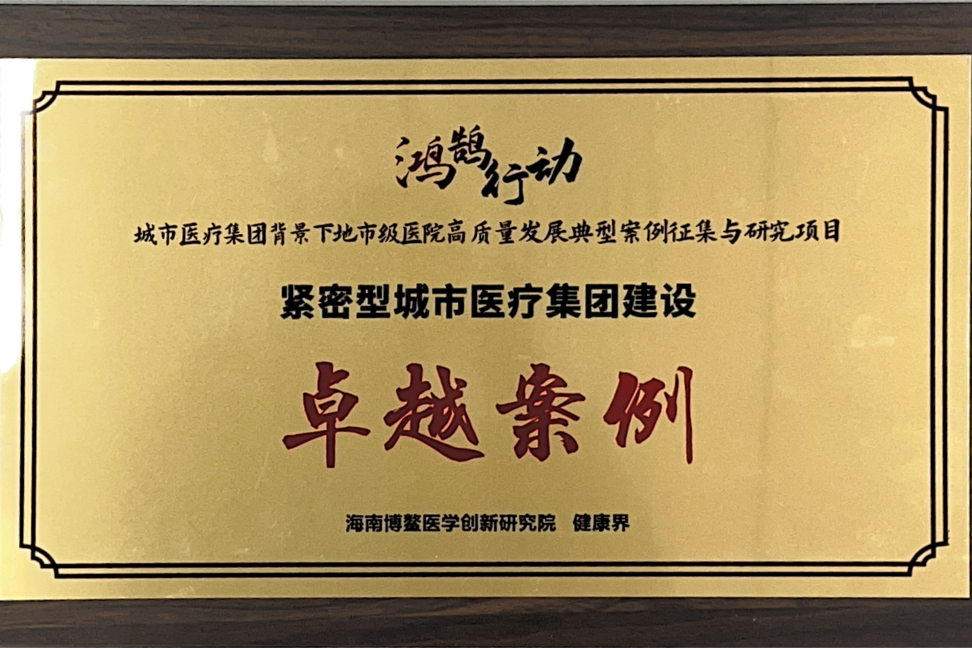 鸿鹄行动
城市医疗集团背景下地市级医院高质量发展典型案例征集与研究项目
紧密型城市医疗集团建设
卓越案例
海南博鳌医学创新研究院 健康界